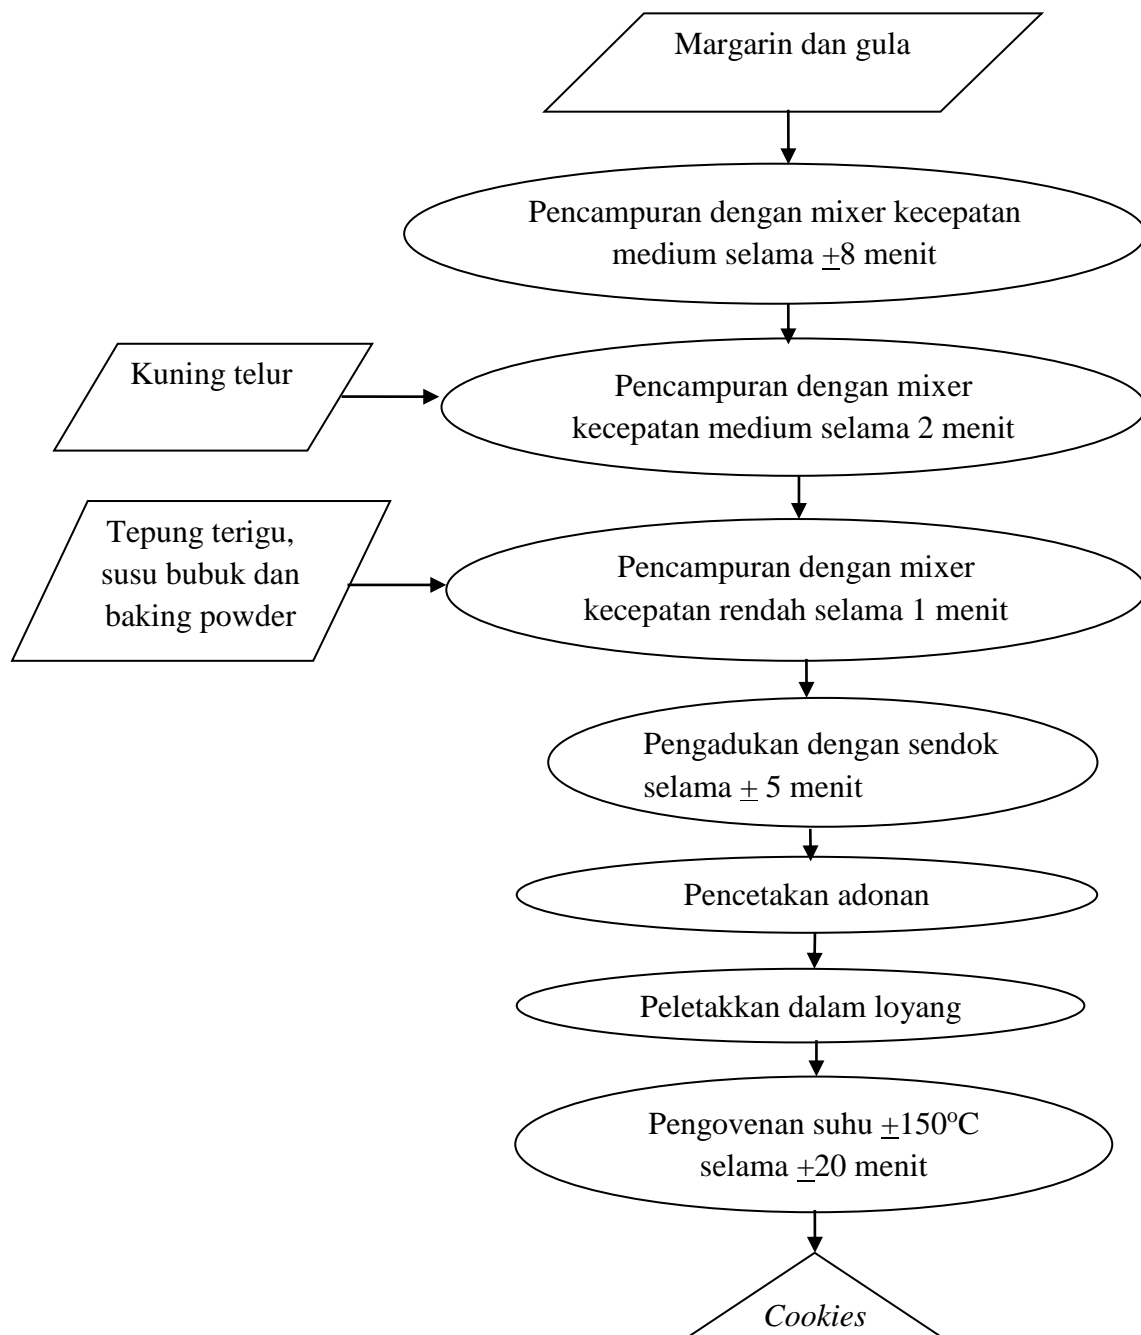 Margarin dan gula
Pencampuran dengan mixer kecepatan
medium selama +8 menit
Kuning telur
Pencampuran dengan mixer
kecepatan medium selama 2 menit
Tepung terigu,
susu bubuk dan
baking powder
Pencampuran dengan mixer
kecepatan rendah selama 1 menit
Pengadukan dengan sendok
selama + 5 menit
Pencetakan adonan
Peletakkan dalam loyang
Pengovenan suhu +150ºC
selama +20 menit
Cookies